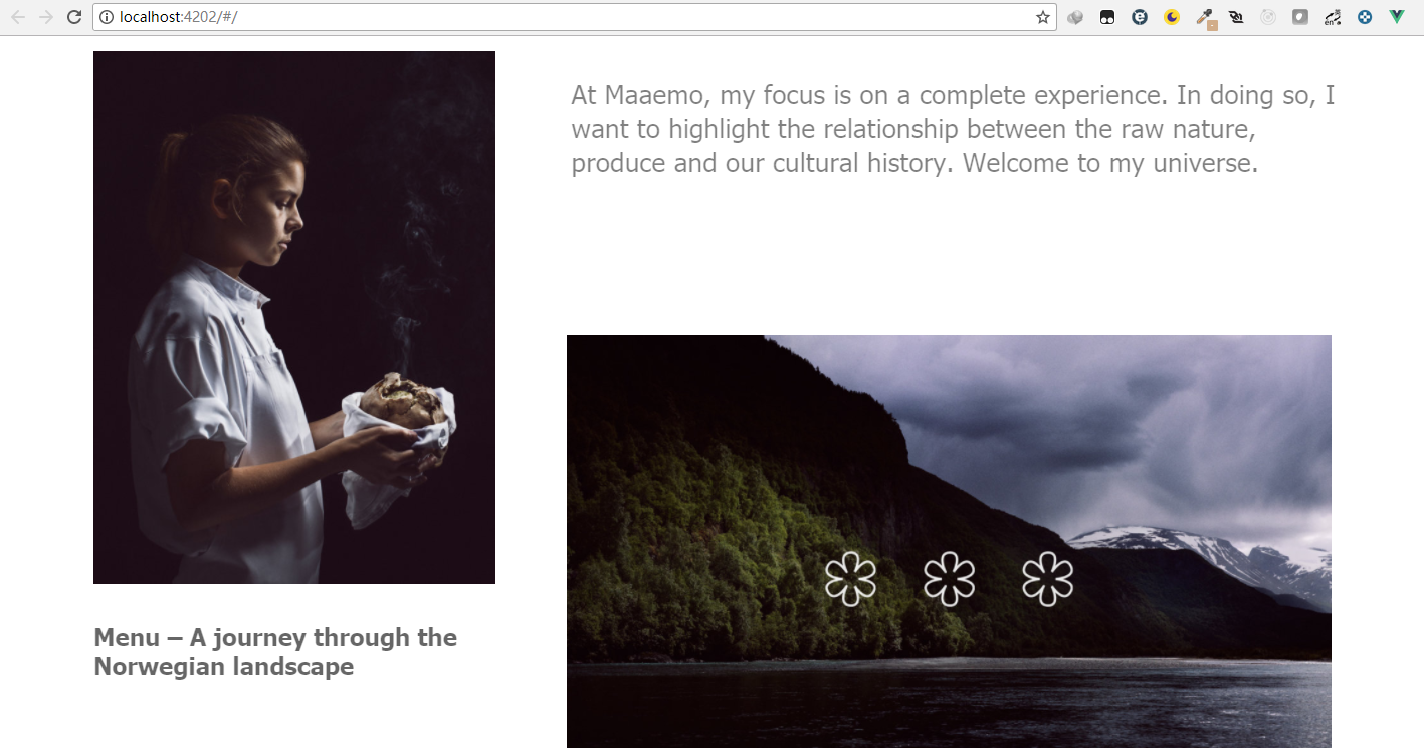 localhost:4202/#/
At Maaemo, my focus is on a complete experience. In doing so, I
want to highlight the relationship between the raw nature,
produce and our cultural history. Welcome to my universe.
Menu – A journey through the
Norwegian landscape